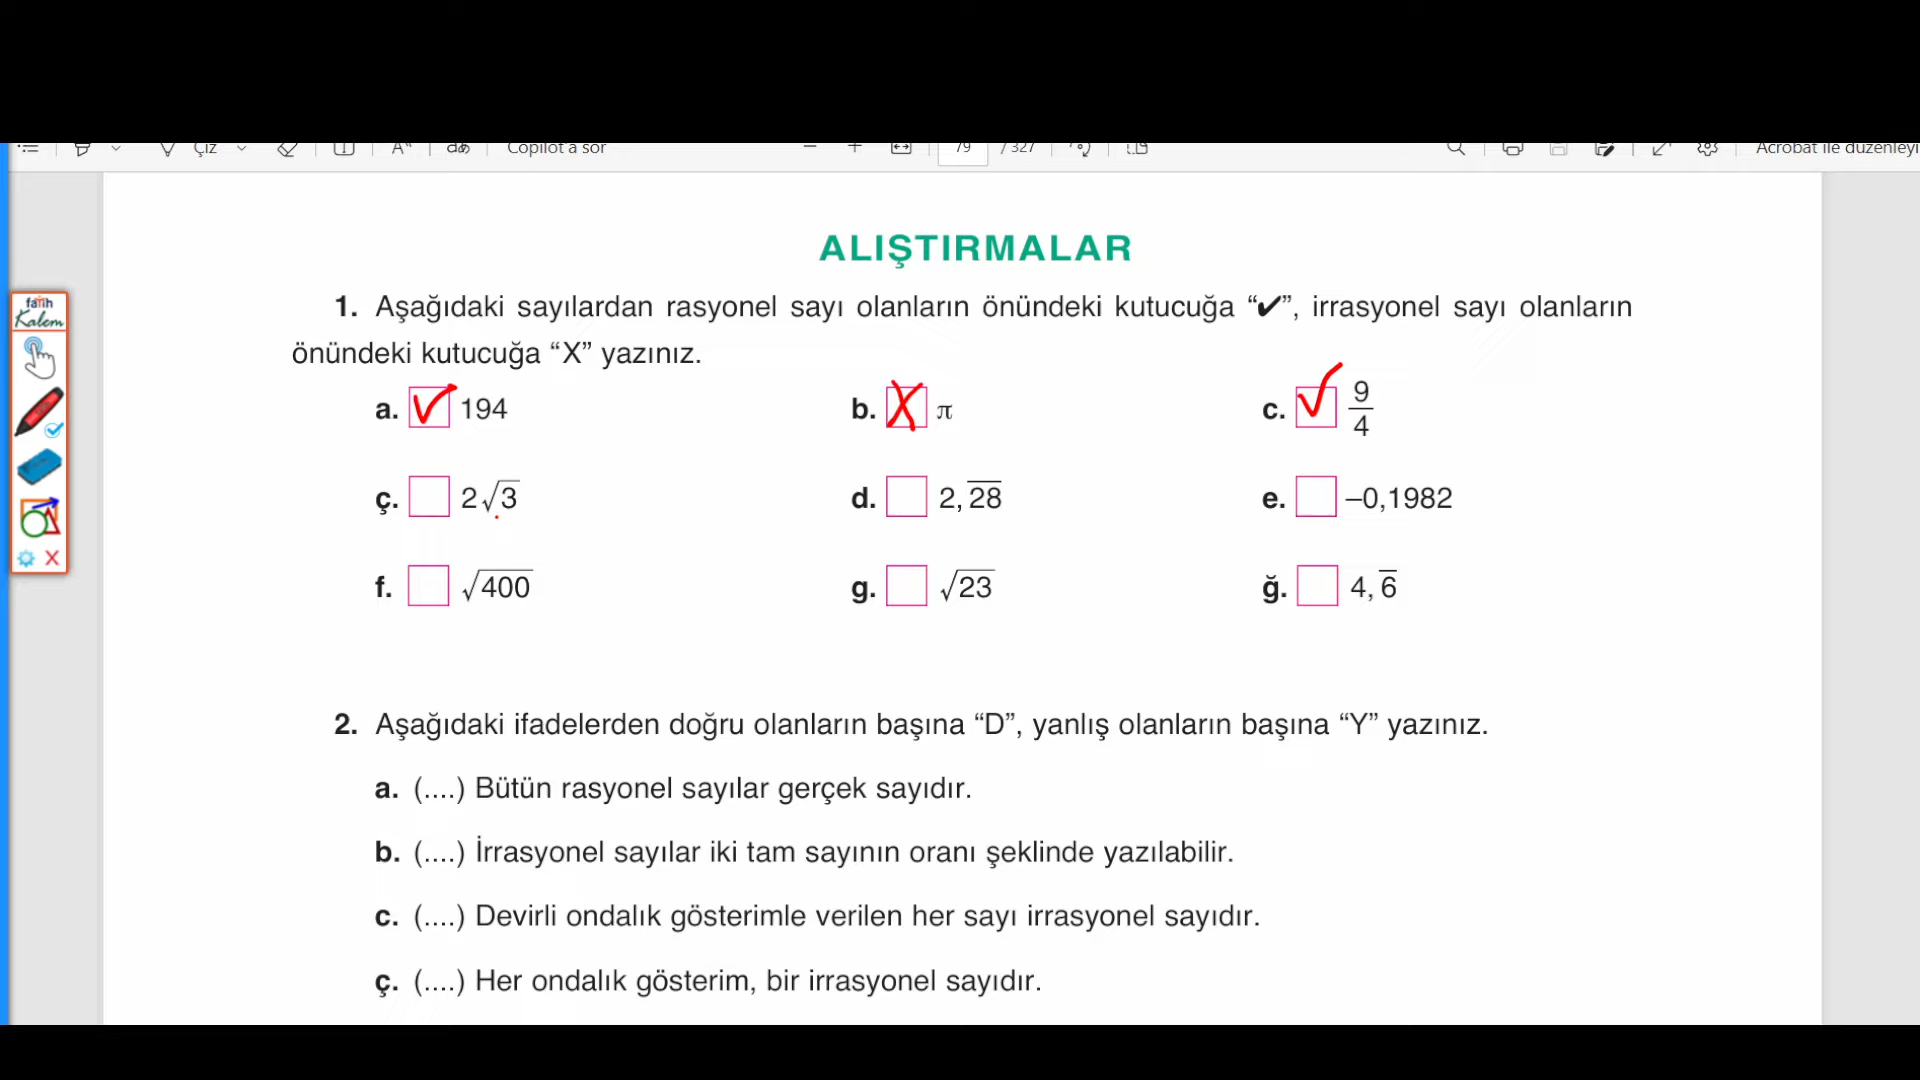 Çiz
Copilot'a sor
79 / 327
Acrobat ile düzenleyi
fatih
Kalem
ALIŞTIRMALAR
1. Aşağıdaki sayılardan rasyonel sayı olanların önündeki kutucuğa “✔”, irrasyonel sayı olanların
önündeki kutucuğa “X” yazınız.
a. ✔ 194 b. X π c. ✔ 9/4
ç. 2√3 d. 2,2̅8̅ e. –0,1982
f. √400 g. √23 ğ. 4,6̅
2. Aşağıdaki ifadelerden doğru olanların başına “D”, yanlış olanların başına “Y” yazınız.
a. (....) Bütün rasyonel sayılar gerçek sayıdır.
b. (....) İrrasyonel sayılar iki tam sayının oranı şeklinde yazılabilir.
c. (....) Devirli ondalık gösterimle verilen her sayı irrasyonel sayıdır.
ç. (....) Her ondalık gösterim, bir irrasyonel sayıdır.